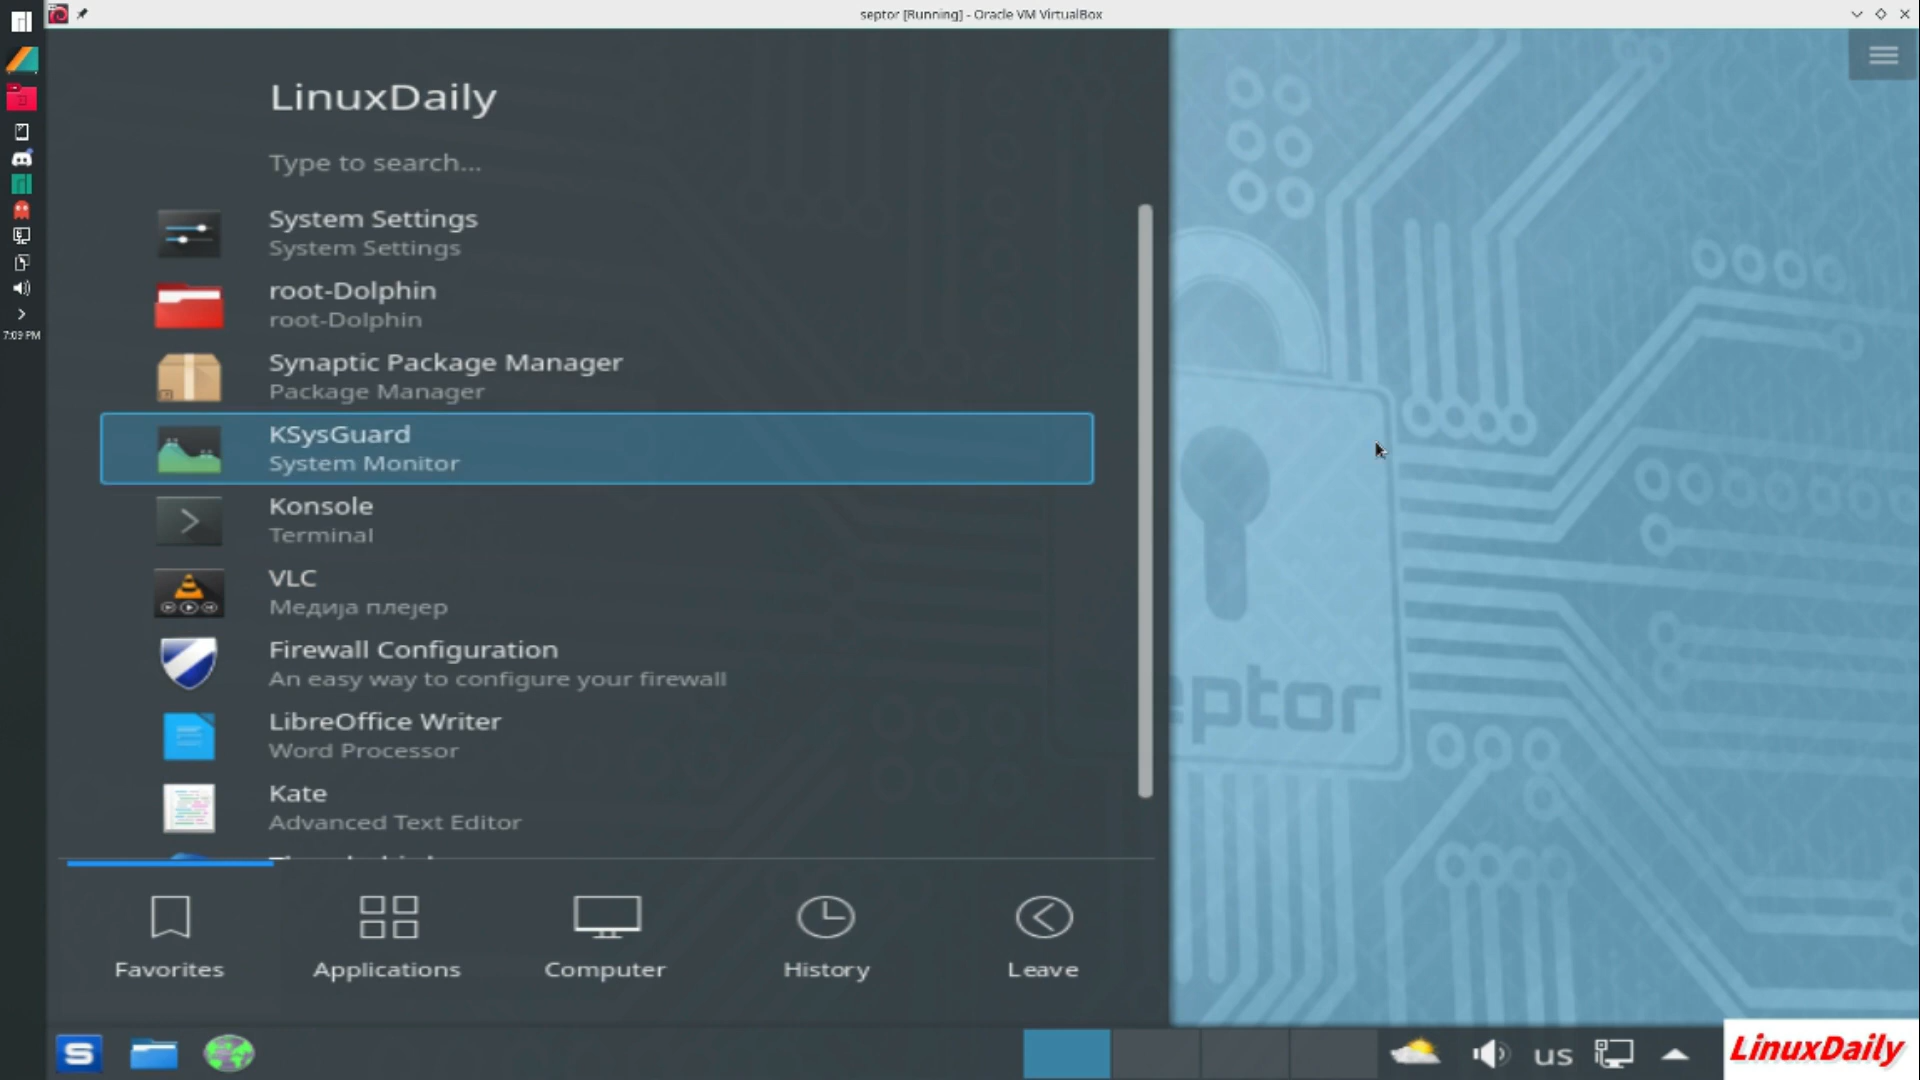 septor [Running] - Oracle VM VirtualBox
LinuxDaily
Type to search...
System Settings
System Settings
root-Dolphin
root-Dolphin
Synaptic Package Manager
Package Manager
KSysGuard
System Monitor
Konsole
Terminal
VLC
Медија плејер
Firewall Configuration
An easy way to configure your firewall
LibreOffice Writer
Word Processor
Kate
Advanced Text Editor
7:09 PM
eptor
Favorites
Applications
Computer
History
Leave
S
us
LinuxDaily